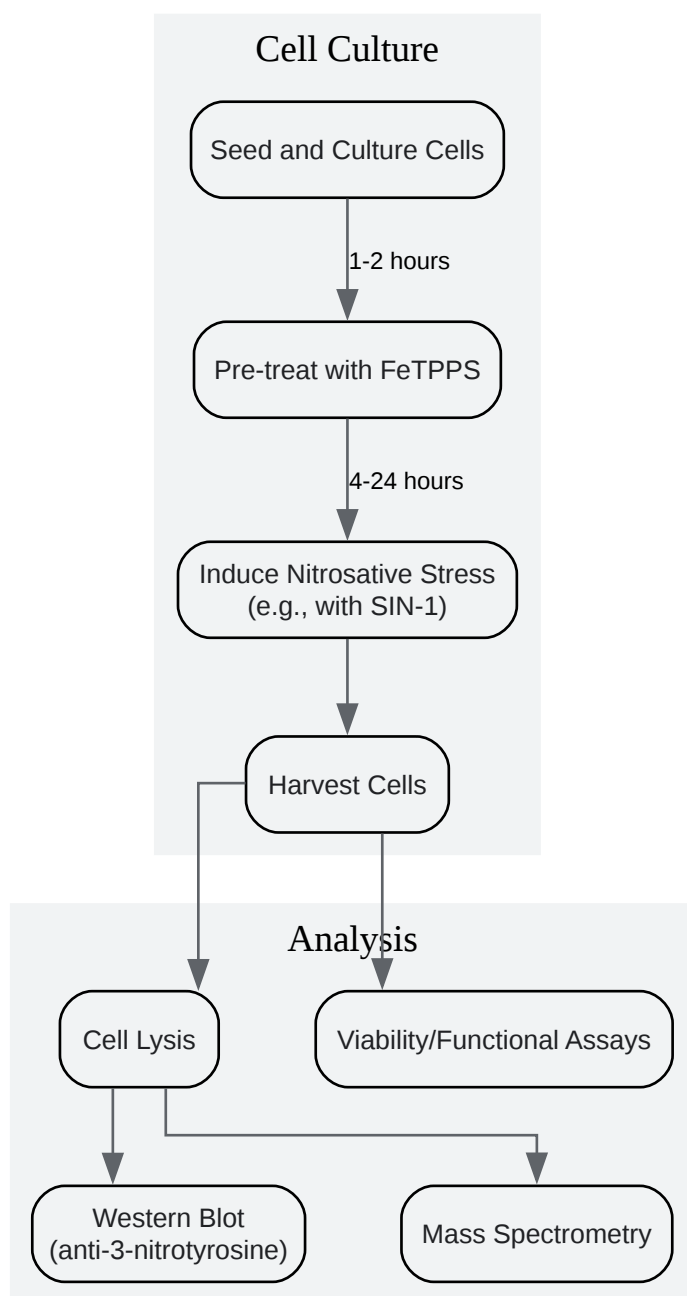 Cell Culture
Seed and Culture Cells
1-2 hours
Pre-treat with FeTPPS
4-24 hours
Induce Nitrosative Stress
(e.g., with SIN-1)
Harvest Cells
Analysis
Cell Lysis
Viability/Functional Assays
Western Blot
(anti-3-nitrotyrosine)
Mass Spectrometry